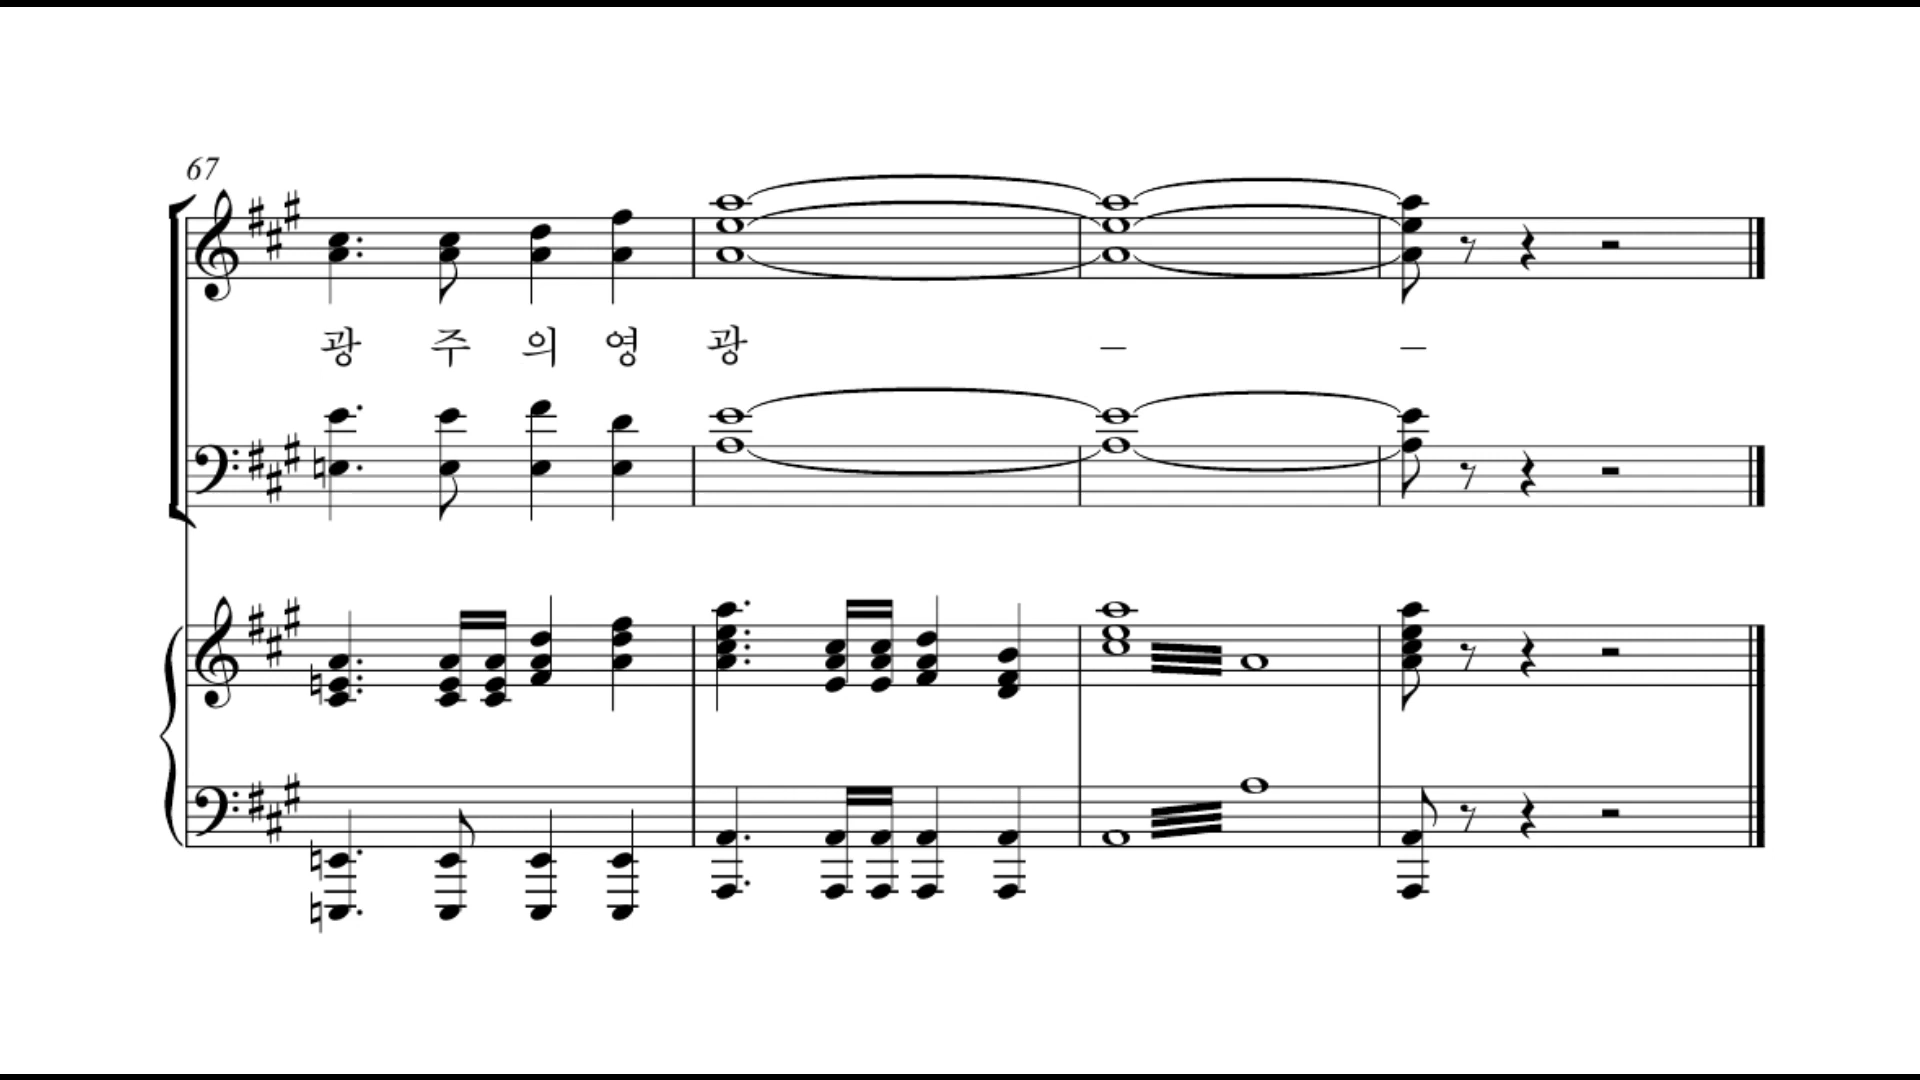 67
광 주 의 영 광 – –